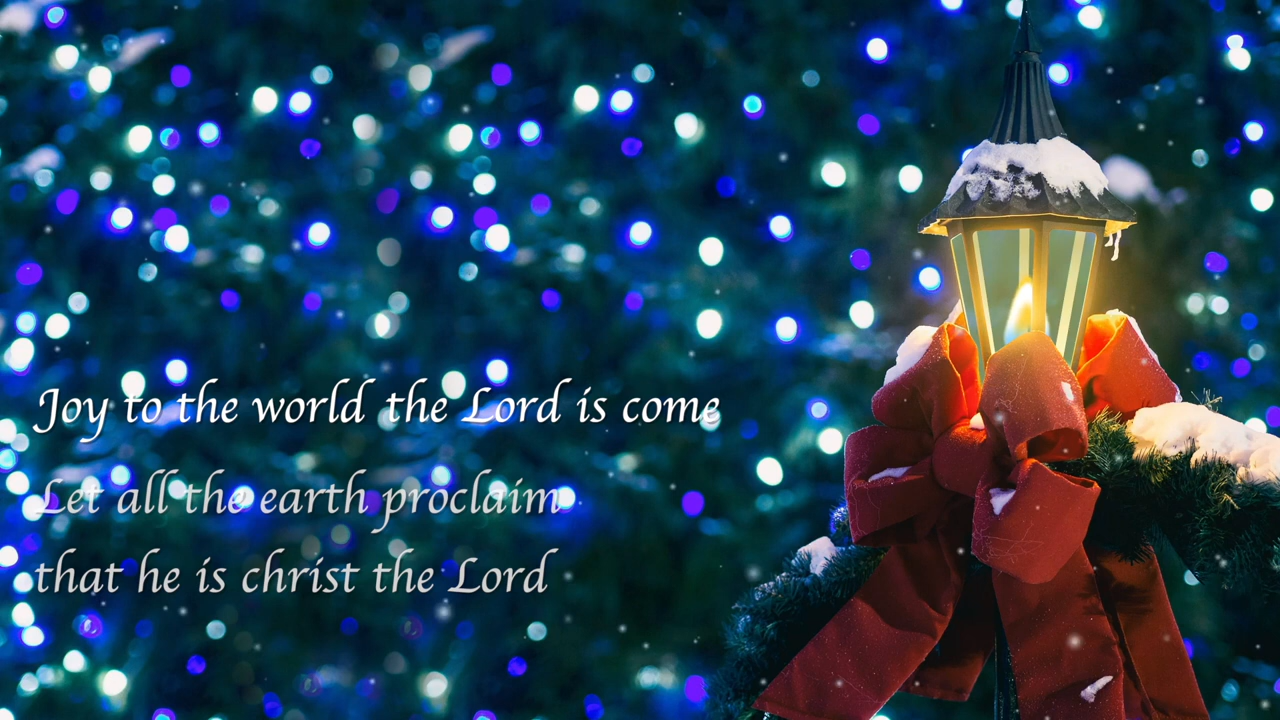 Joy to the world the Lord is come
Let all the earth proclaim
that he is christ the Lord